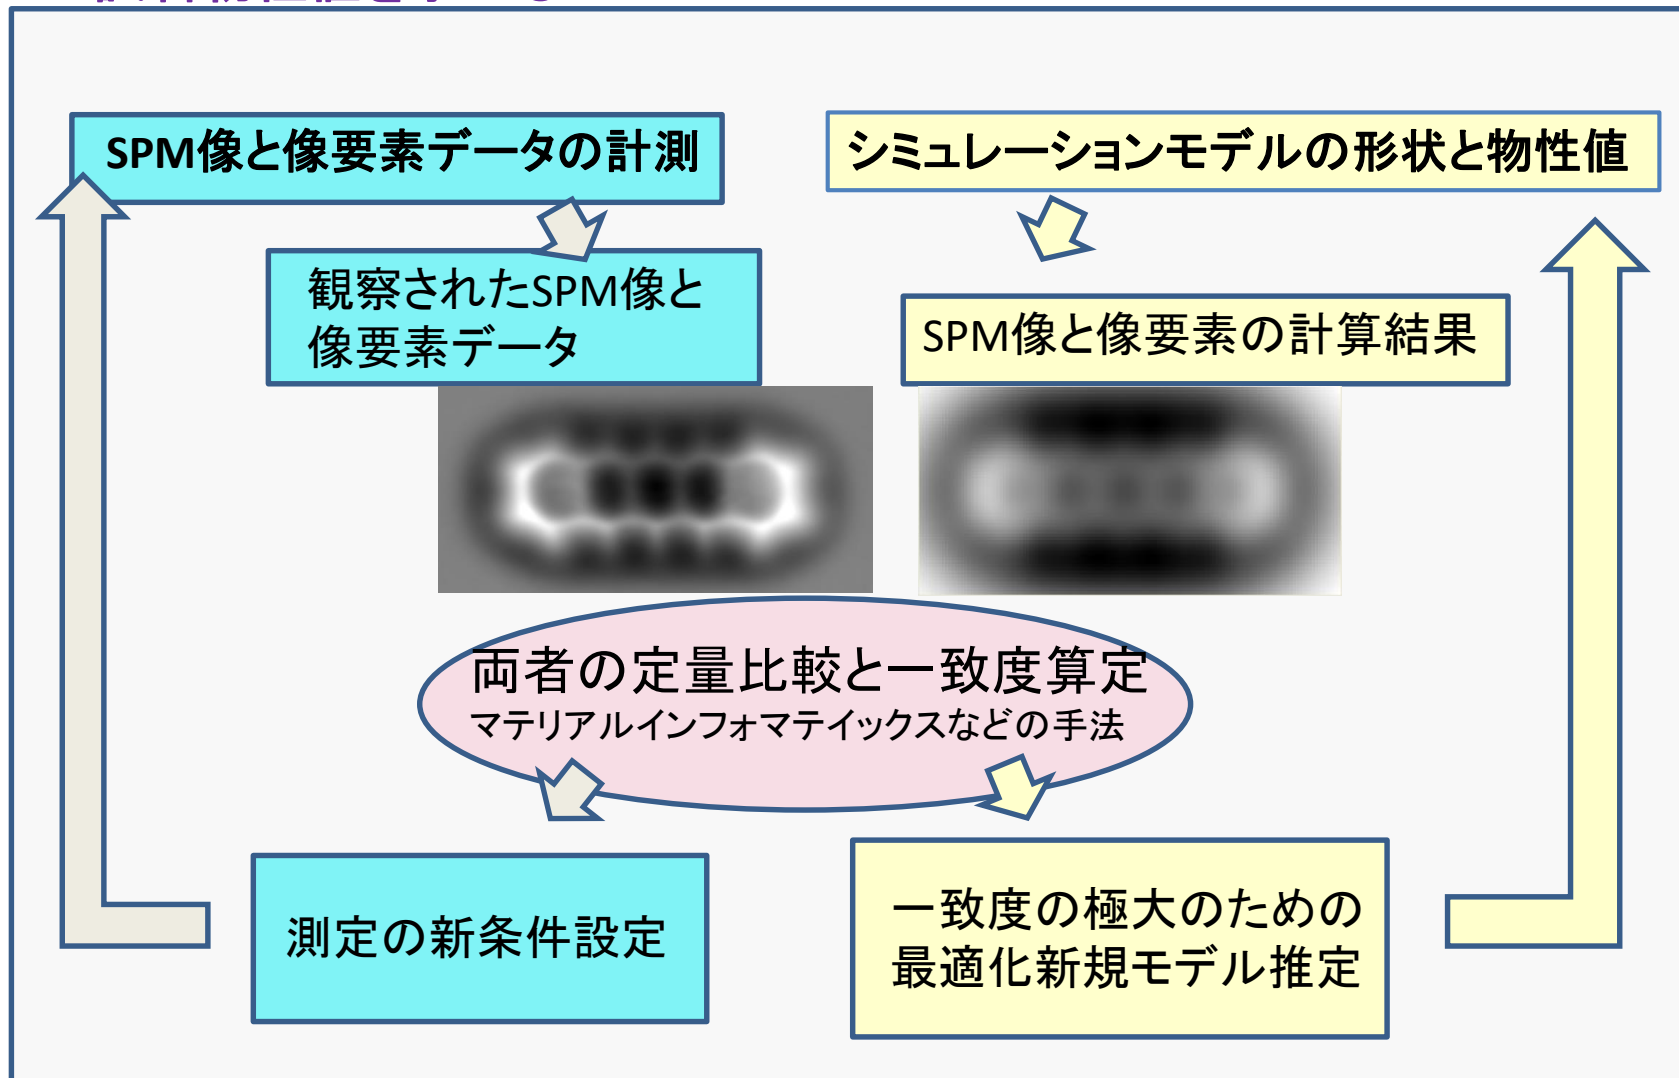 SPM像と像要素データの計測
シミュレーションモデルの形状と物性値
観察されたSPM像と
像要素データ
SPM像と像要素の計算結果
両者の定量比較と一致度算定
マテリアルインフォマテイックスなどの手法
測定の新条件設定
一致度の極大のための
最適化新規モデル推定